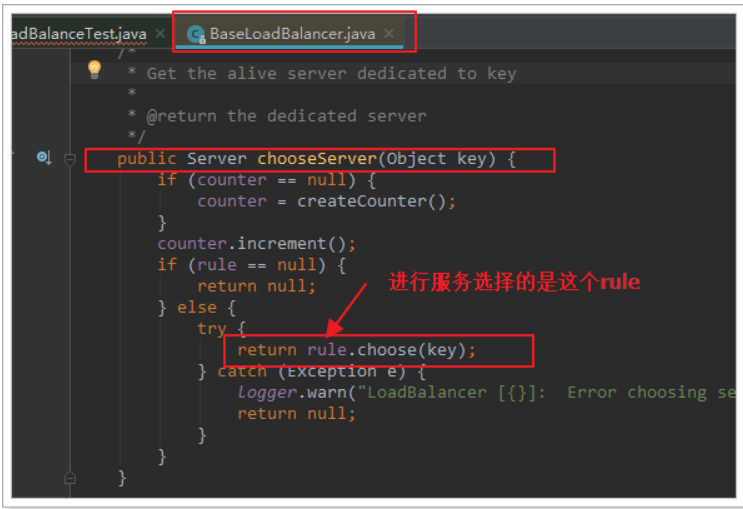 adBalanceTest.java × BaseLoadBalancer.java ×
/*
* Get the alive server dedicated to key
*
* @return the dedicated server
*/
public Server chooseServer(Object key) {
if (counter == null) {
counter = createCounter();
}
counter.increment();
if (rule == null) {
return null;
} else {
进行服务选择的是这个rule
try {
return rule.choose(key);
} catch (Exception e) {
logger.warn("LoadBalancer [{}]:  Error choosing se
return null;
}
}
}